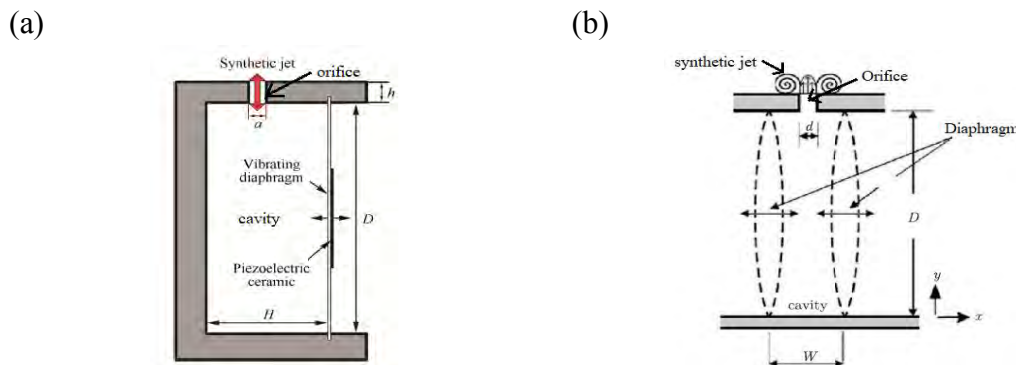 (a)
Synthetic jet
orifice
h
a
Vibrating
diaphragm
cavity
D
Piezoelectric
ceramic
H
(b)
synthetic jet
Orifice
d
Diaphragm
D
cavity
y
x
W